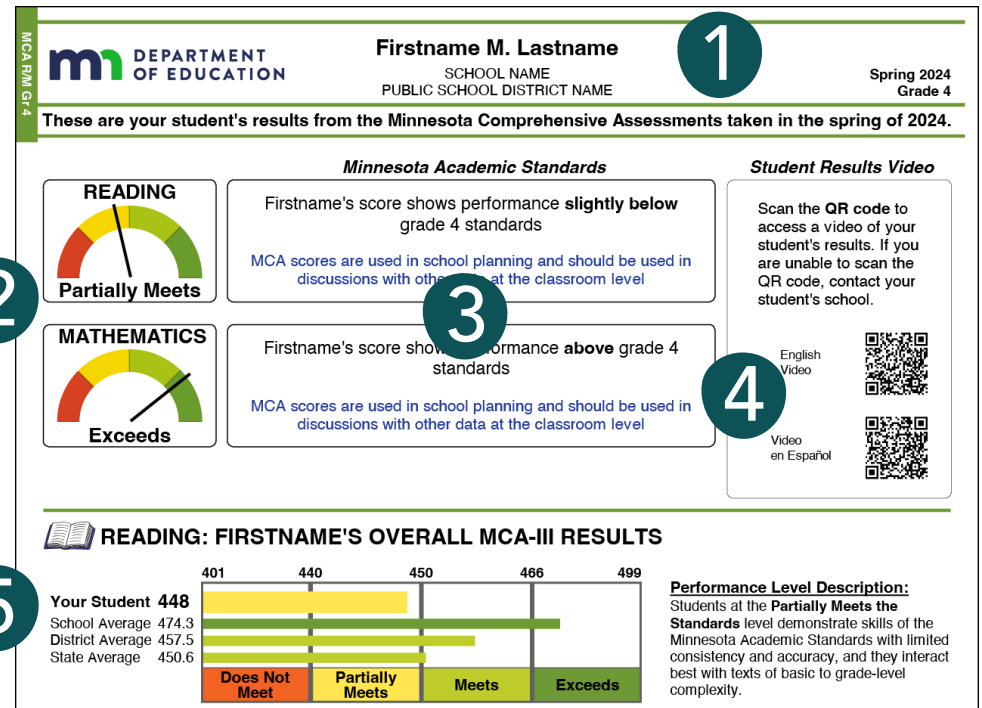 MCA R/M Gr 4
mn DEPARTMENT
OF EDUCATION
Firstname M. Lastname
SCHOOL NAME
PUBLIC SCHOOL DISTRICT NAME
1
Spring 2024
Grade 4
These are your student's results from the Minnesota Comprehensive Assessments taken in the spring of 2024.
Minnesota Academic Standards
Student Results Video
2
READING
Partially Meets
Firstname's score shows performance slightly below
grade 4 standards
MCA scores are used in school planning and should be used in
discussions with at the classroom level
3
MATHEMATICS
Exceeds
Firstname's score above grade 4
standards
MCA scores are used in school planning and should be used in
discussions with other data at the classroom level
Scan the QR code to
access a video of your
student's results. If you
are unable to scan the
QR code, contact your
student's school.
4
English
Video
Video
en Español
READING: FIRSTNAME'S OVERALL MCA-III RESULTS
5
401 440 450 466 499
Your Student 448
School Average 474.3
District Average 457.5
State Average 450.6
Does Not
Meet
Partially
Meets
Meets
Exceeds
Performance Level Description:
Students at the Partially Meets the
Standards level demonstrate skills of the
Minnesota Academic Standards with limited
consistency and accuracy, and they interact
best with texts of basic to grade-level
complexity.